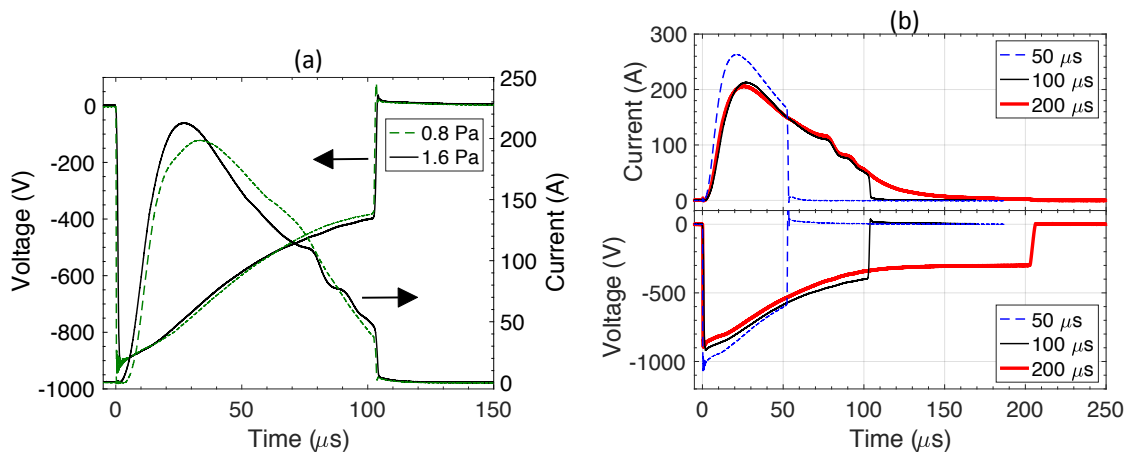 (a)
0
-200
-400
-600
-800
-1000
Voltage (V)
250
200
150
100
50
0
Current (A)
0.8 Pa
1.6 Pa
0
50
100
150
Time (μs)
(b)
300
200
100
0
Current (A)
50 μs
100 μs
200 μs
0
-500
-1000
Voltage (V)
50 μs
100 μs
200 μs
0
50
100
150
200
250
Time (μs)